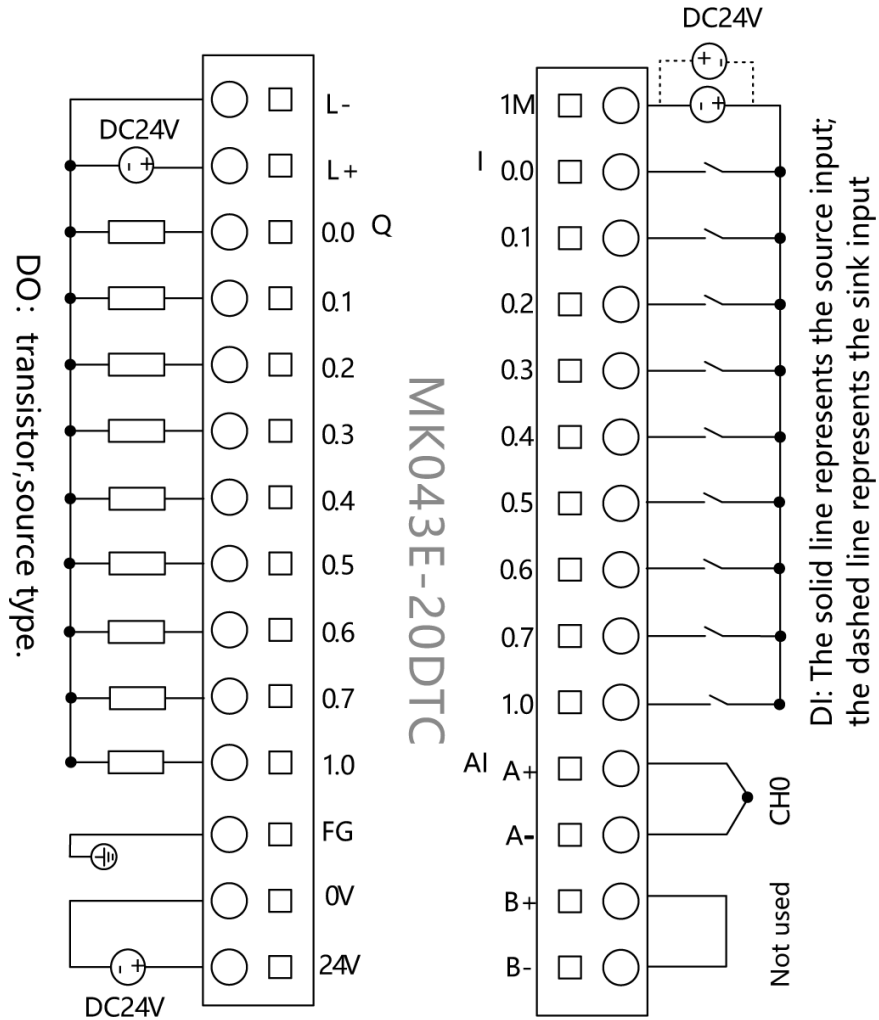 DC24V
L-
DC24V
L+
0.0 Q
0.1
0.2
0.3
0.4
0.5
0.6
0.7
1.0
FG
0V
24V
DC24V
DO: transistor,source type.
MK043E-20DTC
1M
I 0.0
0.1
0.2
0.3
0.4
0.5
0.6
0.7
1.0
AI A+
A-
B+
B-
CH0
Not used
DI: The solid line represents the source input;
the dashed line represents the sink input